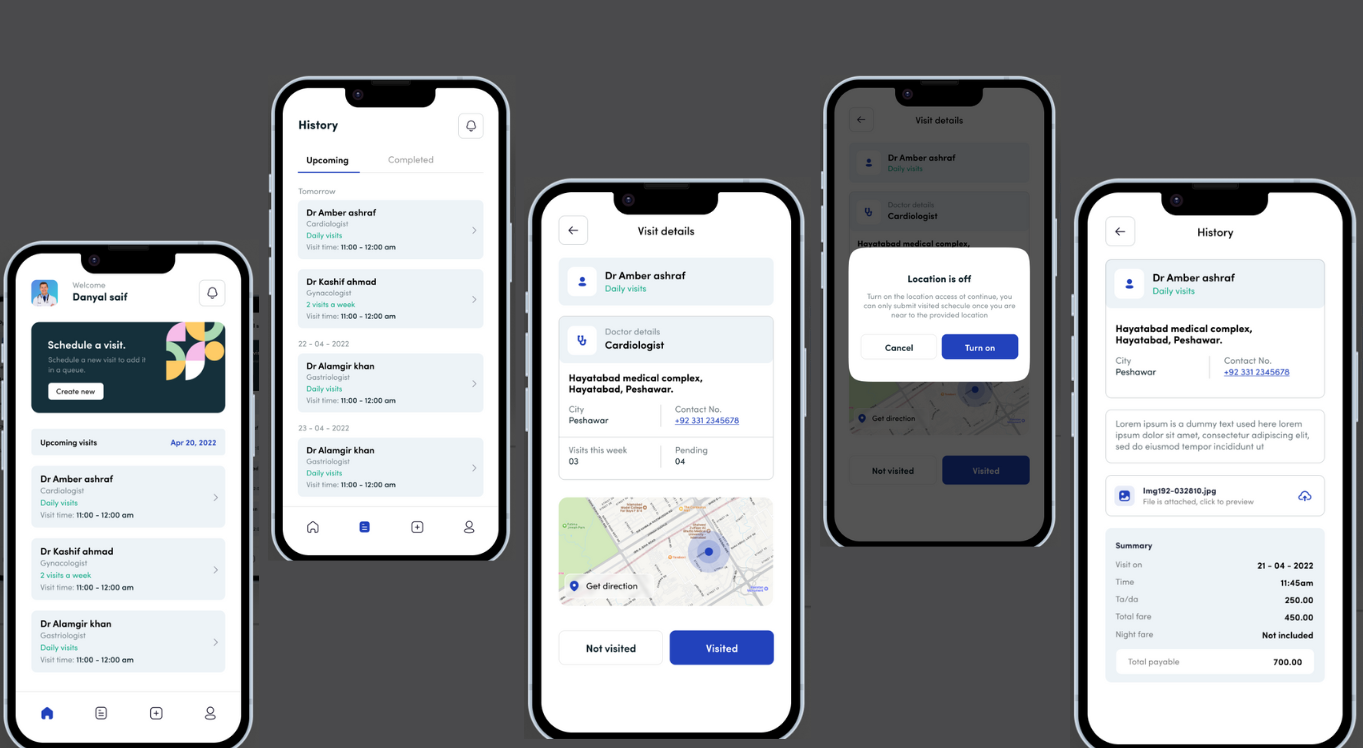 Welcome
Danyal saif
Schedule a visit.
Schedule a new visit to add it
in a queue.
Create new
Upcoming visits
Apr 20, 2022
Dr Amber ashraf
Cardiologist
Daily visits
Visit time: 11:00 - 12:00 am
Dr Kashif ahmad
Gynacologist
2 visits a week
Visit time: 11:00 - 12:00 am
Dr Alamgir khan
Gastriologist
Daily visits
Visit time: 11:00 - 12:00 am
History
Upcoming
Completed
Tomorrow
Dr Amber ashraf
Cardiologist
Daily visits
Visit time: 11:00 - 12:00 am
Dr Kashif ahmad
Gynacologist
2 visits a week
Visit time: 11:00 - 12:00 am
22 - 04 - 2022
Dr Alamgir khan
Gastriologist
Daily visits
Visit time: 11:00 - 12:00 am
23 - 04 - 2022
Dr Alamgir khan
Gastriologist
Daily visits
Visit time: 11:00 - 12:00 am
Visit details
Dr Amber ashraf
Daily visits
Doctor details
Cardiologist
Hayatabad medical complex,
Hayatabad, Peshawar.
City
Peshawar
Contact No.
+92 331 2345678
Visits this week
03
Pending
04
Get direction
Not visited
Visited
Visit details
Dr Amber ashraf
Daily visits
Doctor details
Cardiologist
Hayatabad medical complex,
Location is off
Turn on the location access ot continue, you
can only submit visited schecule once you are
near to the provided location
Cancel
Turn on
Get direction
Not visited
Visited
History
Dr Amber ashraf
Daily visits
Hayatabad medical complex,
Hayatabad, Peshawar.
City
Peshawar
Contact No.
+92 331 2345678
Lorem ipsum is a dummy text used here lorem
ipsum dolor sit amet, consectetur adipiscing elit,
sed do eiusmod tempor incididunt ut
Img192-032810.jpg
File is attached, click to preview
Summary
Visit on
21 - 04 - 2022
Time
11:45am
Ta/da
250.00
Total fare
450.00
Night fare
Not included
Total payable
700.00